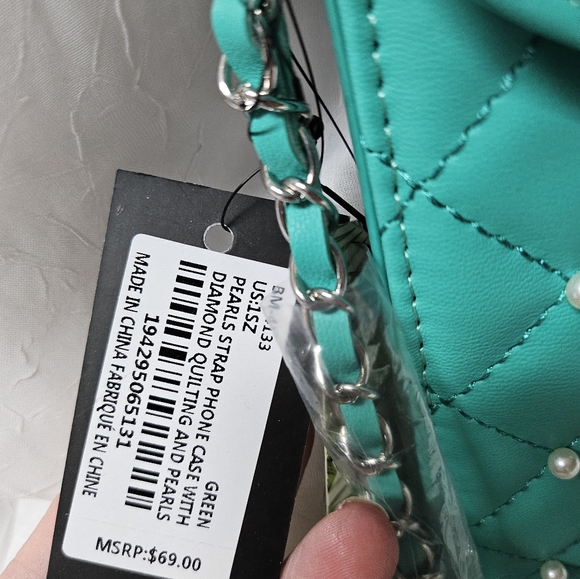 GREEN
US:1SZ
PEARLS STRAP PHONE CASE WITH
DIAMOND QUILTING AND PEARLS
194295065131
MADE IN CHINA FABRIQUÉ EN CHINE
MSRP:$69.00